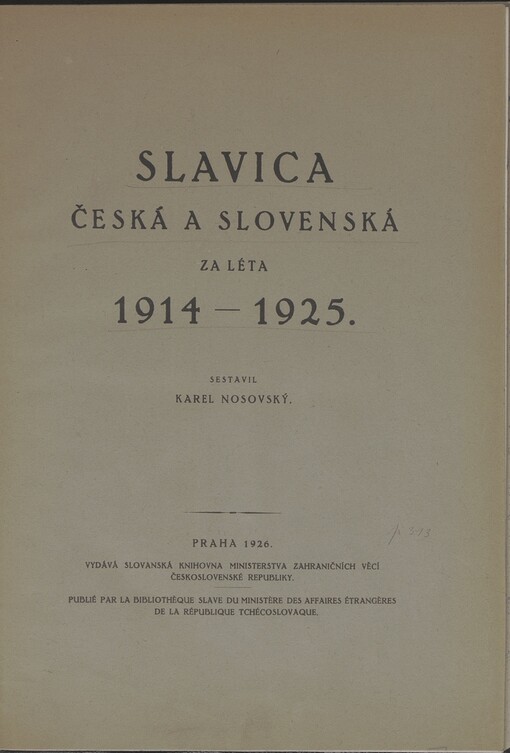 SLAVICA
ČESKÁ A SLOVENSKÁ
ZA LÉTA
1914 — 1925.
SESTAVIL
KAREL NOSOVSKÝ.
PRAHA 1926.
VYDÁVÁ SLOVANSKÁ KNIHOVNA MINISTERSTVA ZAHRANIČNÍCH VĚCÍ
ČESKOSLOVENSKÉ REPUBLIKY.
PUBLIÉ PAR LA BIBLIOTHÈQUE SLAVE DU MINISTÈRE DES AFFAIRES ÉTRANGÈRES
DE LA RÉPUBLIQUE TCHÉCOSLOVAQUE.